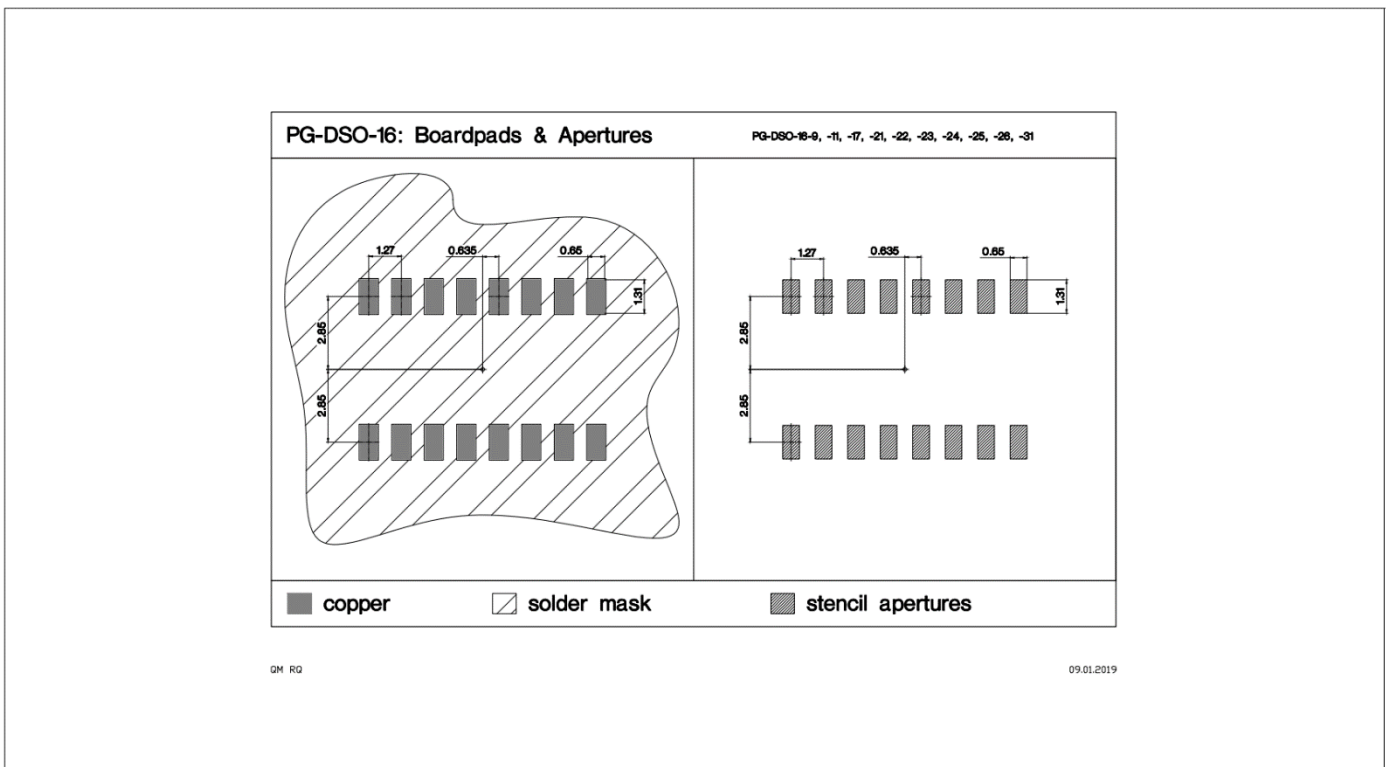 PG-DSO-16: Boardpads & Apertures
PG-DSO-16-9, -11, -17, -21, -22, -23, -24, -25, -26, -31
1.27
0.635
0.65
1.31
2.85
2.85
1.27
0.635
0.65
1.31
2.85
2.85
copper
solder mask
stencil apertures
QM RQ
09.01.2019